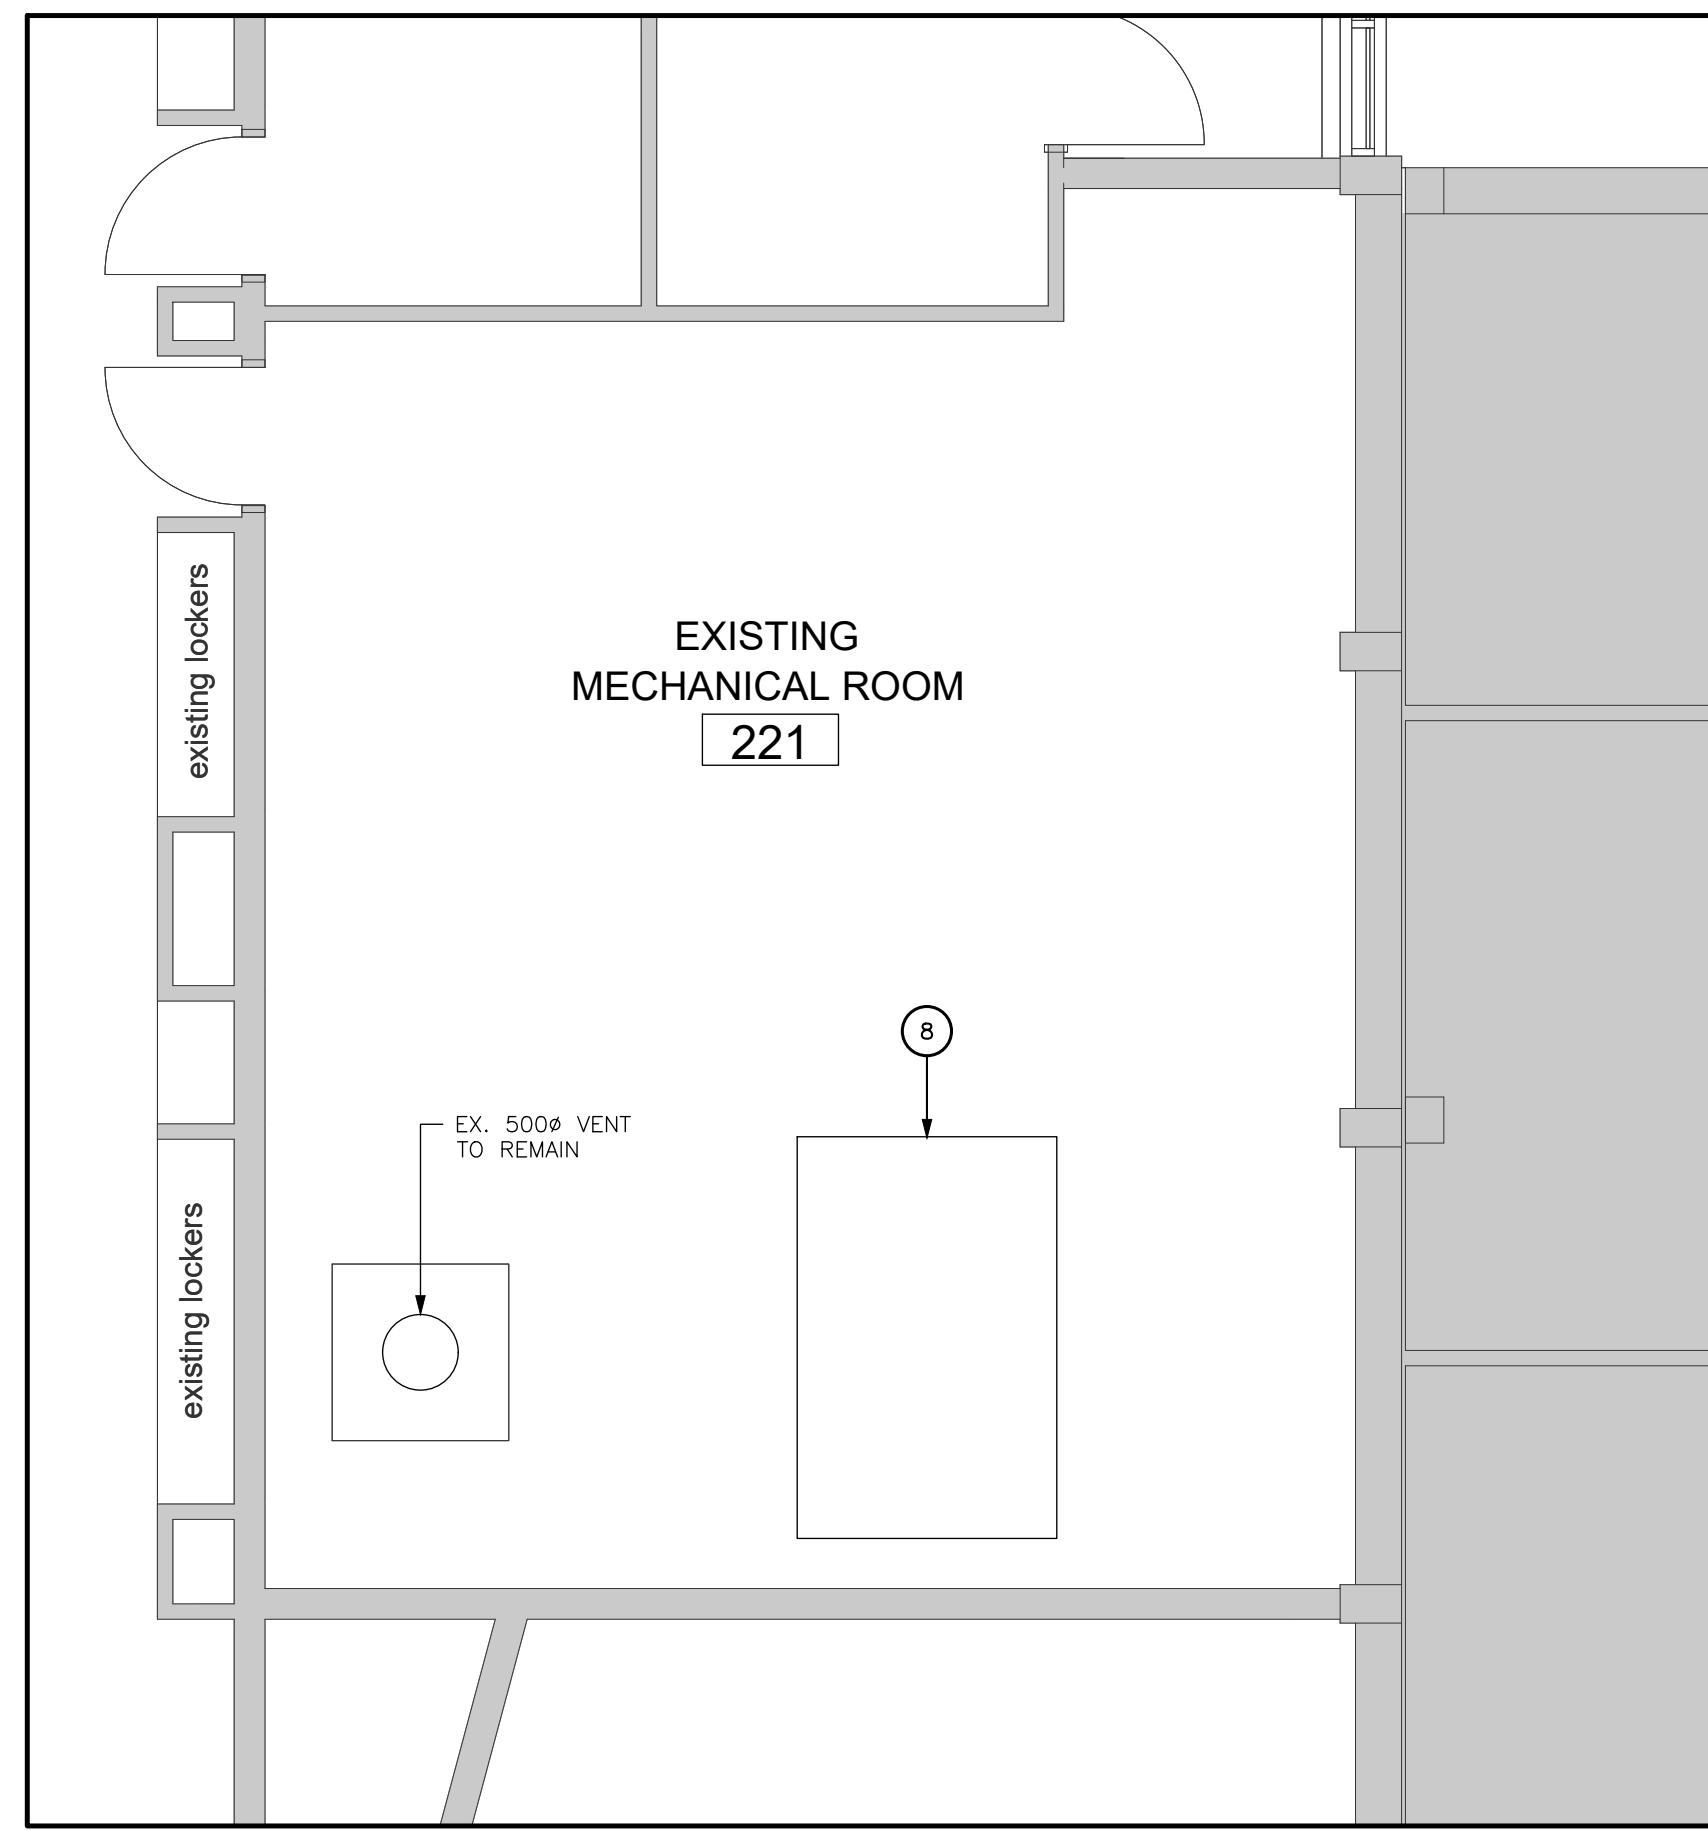 existing lockers
EXISTING
MECHANICAL ROOM
221
8
EX. 500ø VENT
TO REMAIN
existing lockers